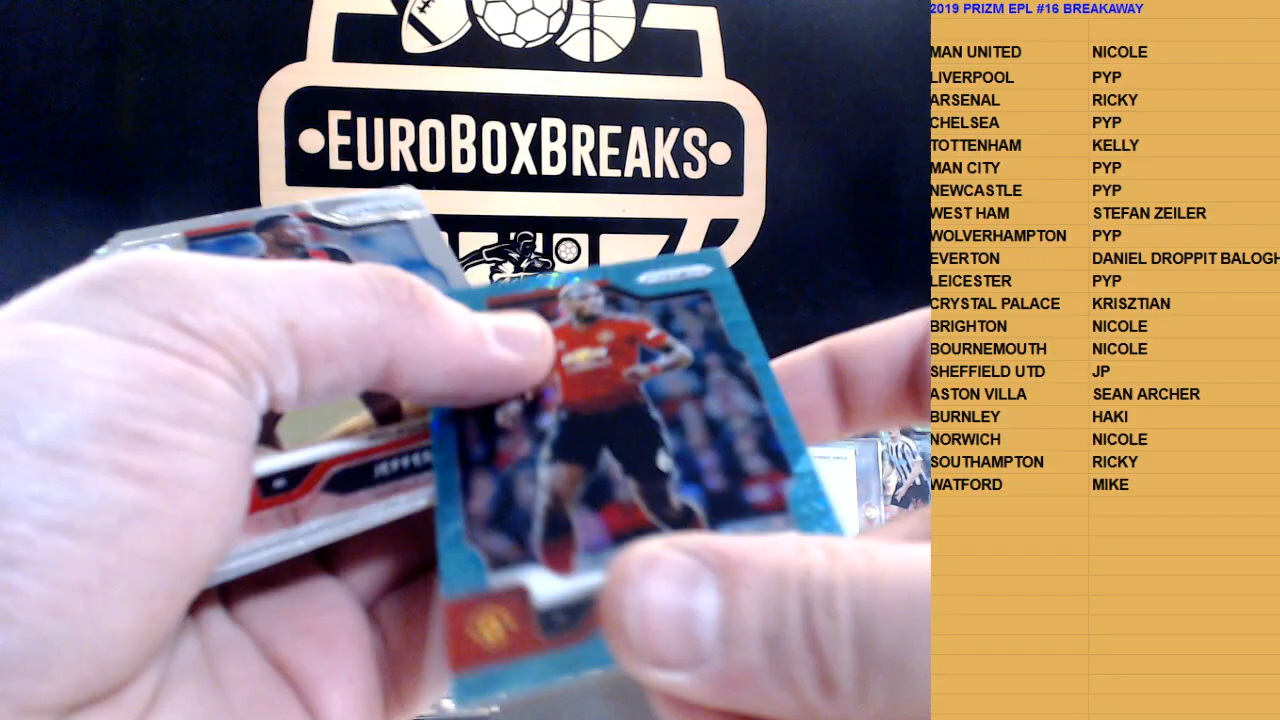 EUROBOXBREAKS
JEFFE
2019 PRIZM EPL #16 BREAKAWAY
MAN UNITED NICOLE
LIVERPOOL PYP
ARSENAL RICKY
CHELSEA PYP
TOTTENHAM KELLY
MAN CITY PYP
NEWCASTLE PYP
WEST HAM STEFAN ZEILER
WOLVERHAMPTON PYP
EVERTON DANIEL DROPPIT BALOGH
LEICESTER PYP
CRYSTAL PALACE KRISZTIAN
BRIGHTON NICOLE
BOURNEMOUTH NICOLE
SHEFFIELD UTD JP
ASTON VILLA SEAN ARCHER
BURNLEY HAKI
NORWICH NICOLE
SOUTHAMPTON RICKY
WATFORD MIKE